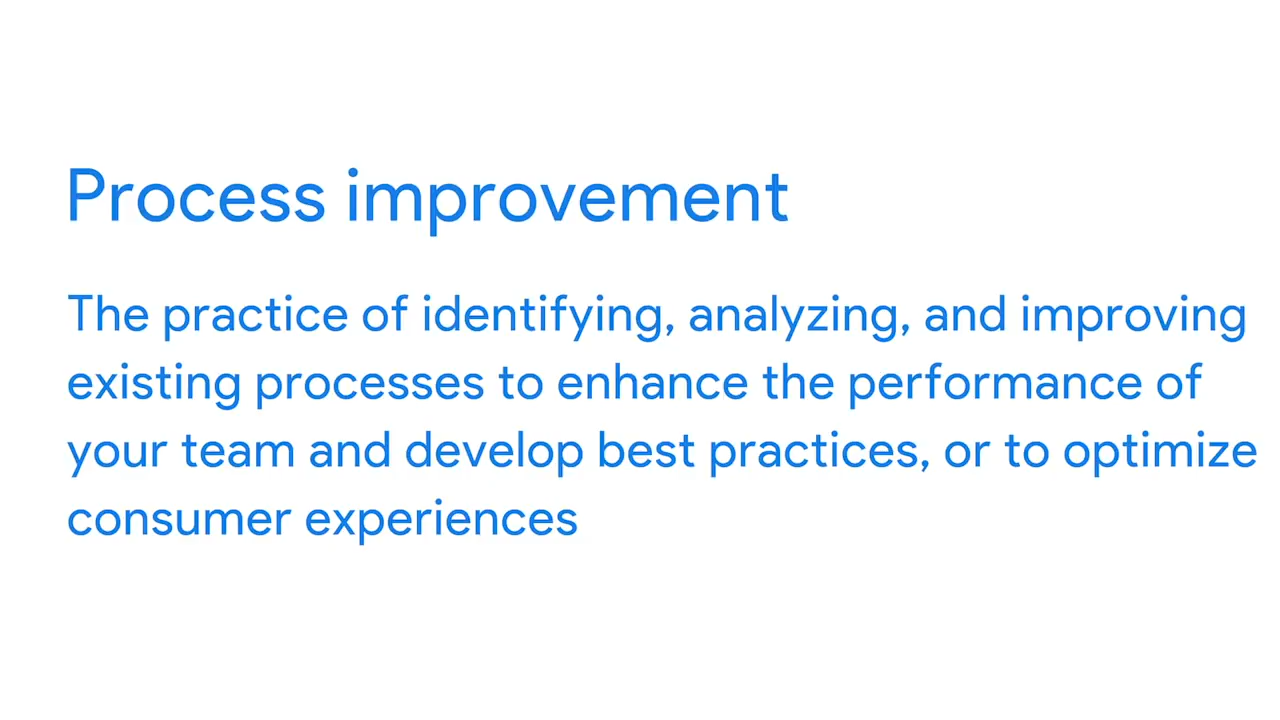 Process improvement
The practice of identifying, analyzing, and improving
existing processes to enhance the performance of
your team and develop best practices, or to optimize
consumer experiences